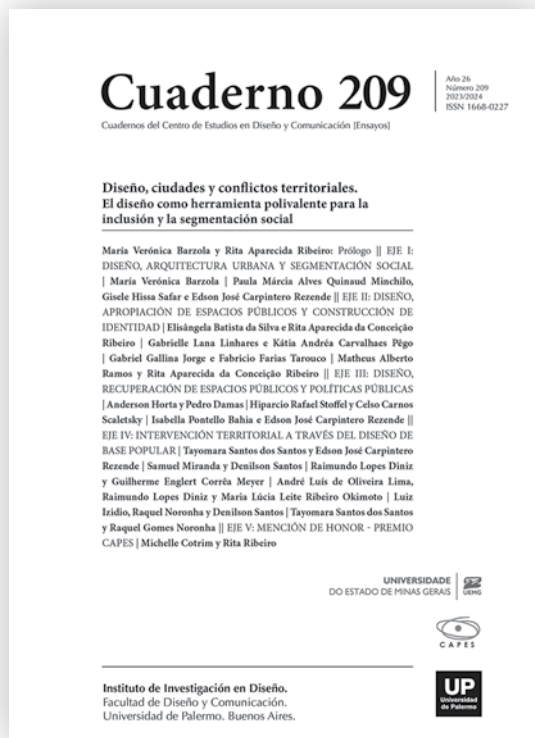 Cuaderno 209
Año 26
Número 209
2023/2024
ISSN 1668-0227
Cuadernos del Centro de Estudios en Diseño y Comunicación [Ensayos]
Diseño, ciudades y conflictos territoriales.
El diseño como herramienta polivalente para la
inclusión y la segmentación social
María Verónica Barzola y Rita Aparecida Ribeiro: Prólogo || EJE I:
DISEÑO, ARQUITECTURA URBANA Y SEGMENTACIÓN SOCIAL
| María Verónica Barzola | Paula Márcia Alves Quinaud Minchilo,
Gisele Hissa Safar e Edson José Carpintero Rezende || EJE II: DISEÑO,
APROPIACIÓN DE ESPACIOS PÚBLICOS Y CONSTRUCCIÓN DE
IDENTIDAD | Elisângela Batista da Silva e Rita Aparecida da Conceição
Ribeiro | Gabrielle Lana Linhares e Kátia Andréa Carvalhaes Pêgo
| Gabriel Gallina Jorge e Fabricio Farias Tarouco | Matheus Alberto
Ramos y Rita Aparecida da Conceição Ribeiro || EJE III: DISEÑO,
RECUPERACIÓN DE ESPACIOS PÚBLICOS Y POLÍTICAS PÚBLICAS
| Anderson Horta y Pedro Damas | Hiparcio Rafael Stoffel y Celso Carnos
Scaletsky | Isabella Pontello Bahia e Edson José Carpintero Rezende ||
EJE IV: INTERVENCIÓN TERRITORIAL A TRAVÉS DEL DISEÑO DE
BASE POPULAR | Tayomara Santos dos Santos y Edson José Carpintero
Rezende | Samuel Miranda y Denilson Santos | Raimundo Lopes Diniz
y Guilherme Englert Corrêa Meyer | André Luís de Oliveira Lima,
Raimundo Lopes Diniz y Maria Lúcia Leite Ribeiro Okimoto | Luiz
Izidio, Raquel Noronha y Denilson Santos | Tayomara Santos dos Santos
y Raquel Gomes Noronha || EJE V: MENCIÓN DE HONOR - PREMIO
CAPES | Michelle Cotrim y Rita Ribeiro
UNIVERSIDADE
DO ESTADO DE MINAS GERAIS
UEMG
CAPES
Instituto de Investigación en Diseño.
Facultad de Diseño y Comunicación.
Universidad de Palermo. Buenos Aires.
UP
Universidad
de Palermo